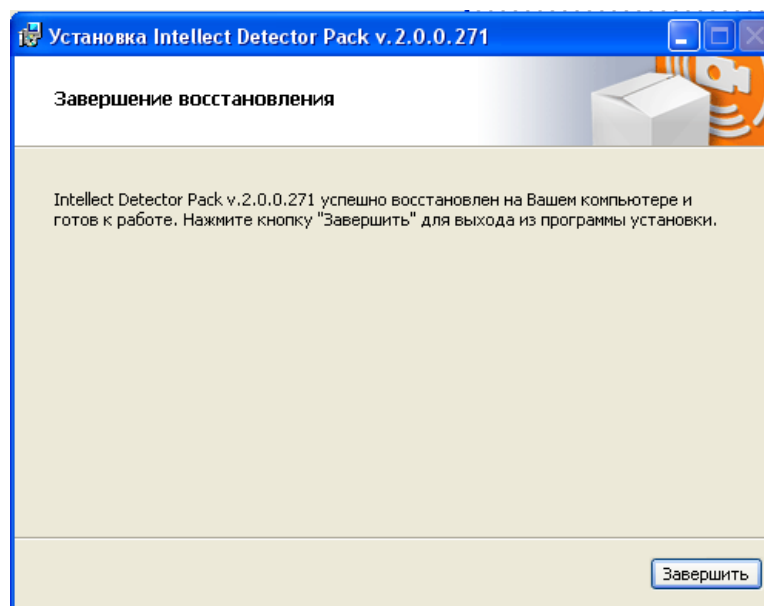 Установка Intellect Detector Pack v.2.0.0.271
Завершение восстановления
Intellect Detector Pack v.2.0.0.271 успешно восстановлен на Вашем компьютере и
готов к работе. Нажмите кнопку "Завершить" для выхода из программы установки.
Завершить